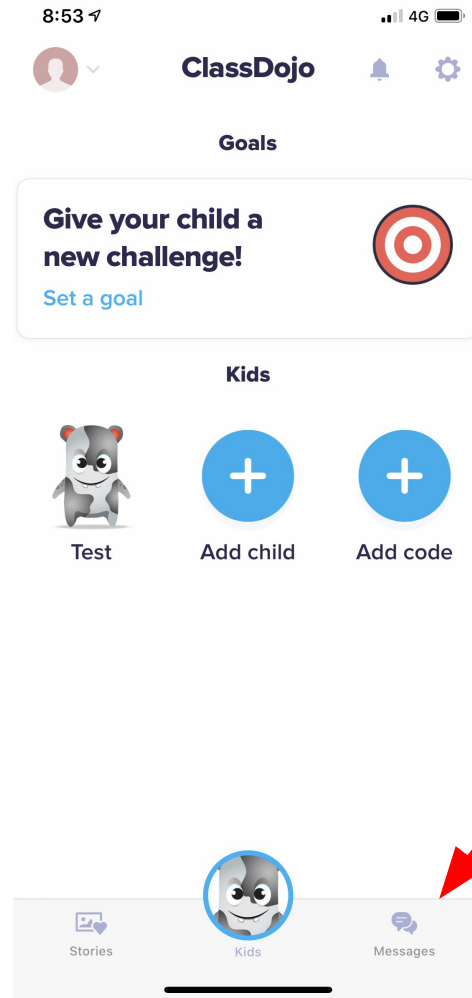 8:53 4G
ClassDojo
Goals
Give your child a
new challenge!
Set a goal
Kids
Test Add child Add code
Stories Kids Messages